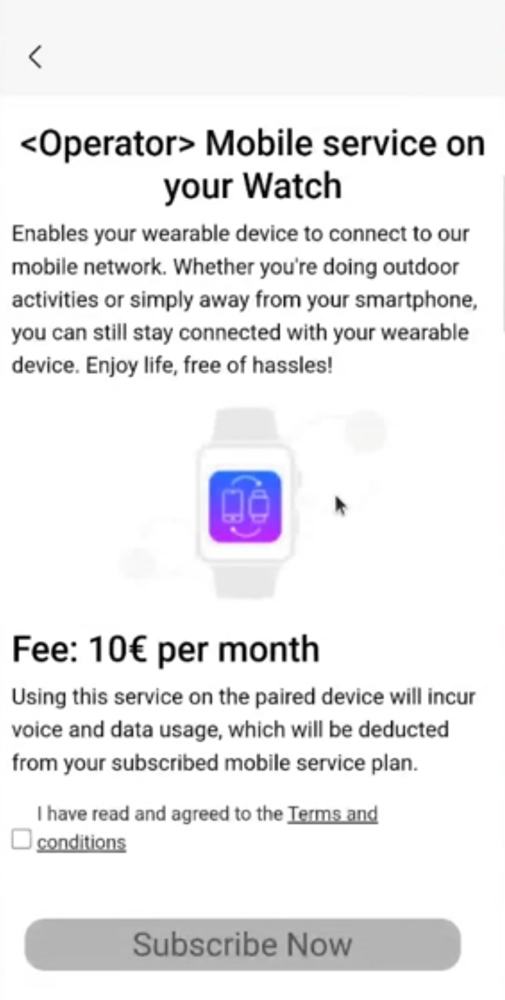 <Operator> Mobile service on
your Watch
Enables your wearable device to connect to our
mobile network. Whether you're doing outdoor
activities or simply away from your smartphone,
you can still stay connected with your wearable
device. Enjoy life, free of hassles!
Fee: 10€ per month
Using this service on the paired device will incur
voice and data usage, which will be deducted
from your subscribed mobile service plan.
I have read and agreed to the Terms and
conditions
Subscribe Now